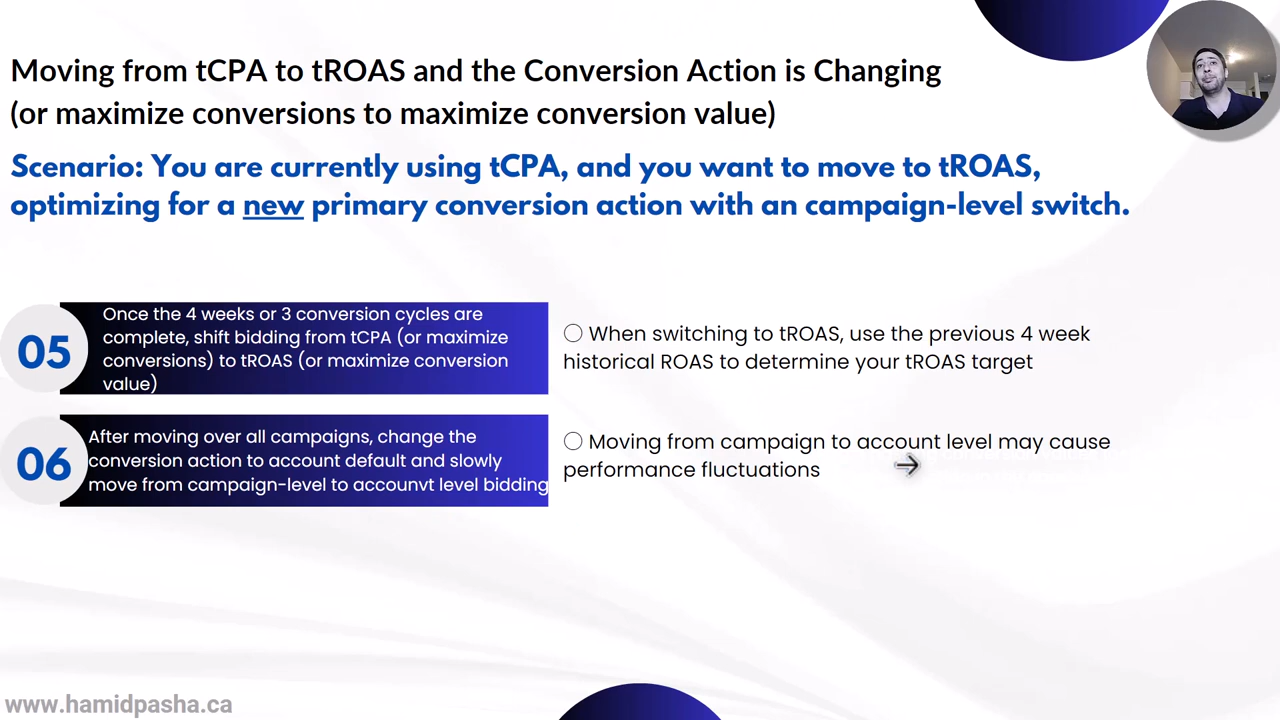 Moving from tCPA to tROAS and the Conversion Action is Changing
(or maximize conversions to maximize conversion value)
Scenario: You are currently using tCPA, and you want to move to tROAS,
optimizing for a new primary conversion action with an campaign-level switch.
05
Once the 4 weeks or 3 conversion cycles are
complete, shift bidding from tCPA (or maximize
conversions) to tROAS (or maximize conversion
value)
When switching to tROAS, use the previous 4 week
historical ROAS to determine your tROAS target
06
After moving over all campaigns, change the
conversion action to account default and slowly
move from campaign-level to accounvt level bidding
Moving from campaign to account level may cause
performance fluctuations
www.hamidpasha.ca